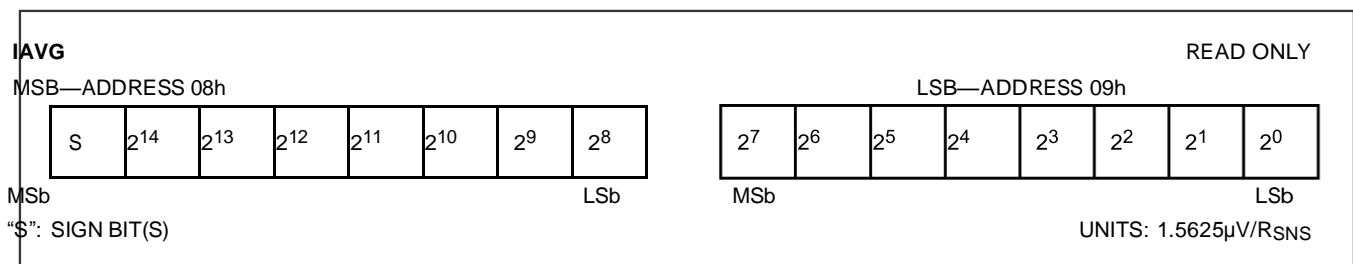 IAVG READ ONLY
MSB—ADDRESS 08h LSB—ADDRESS 09h
S 2^14 2^13 2^12 2^11 2^10 2^9 2^8 2^7 2^6 2^5 2^4 2^3 2^2 2^1 2^0
MSb LSb MSb LSb
“S”: SIGN BIT(S) UNITS: 1.5625μV/RSNS